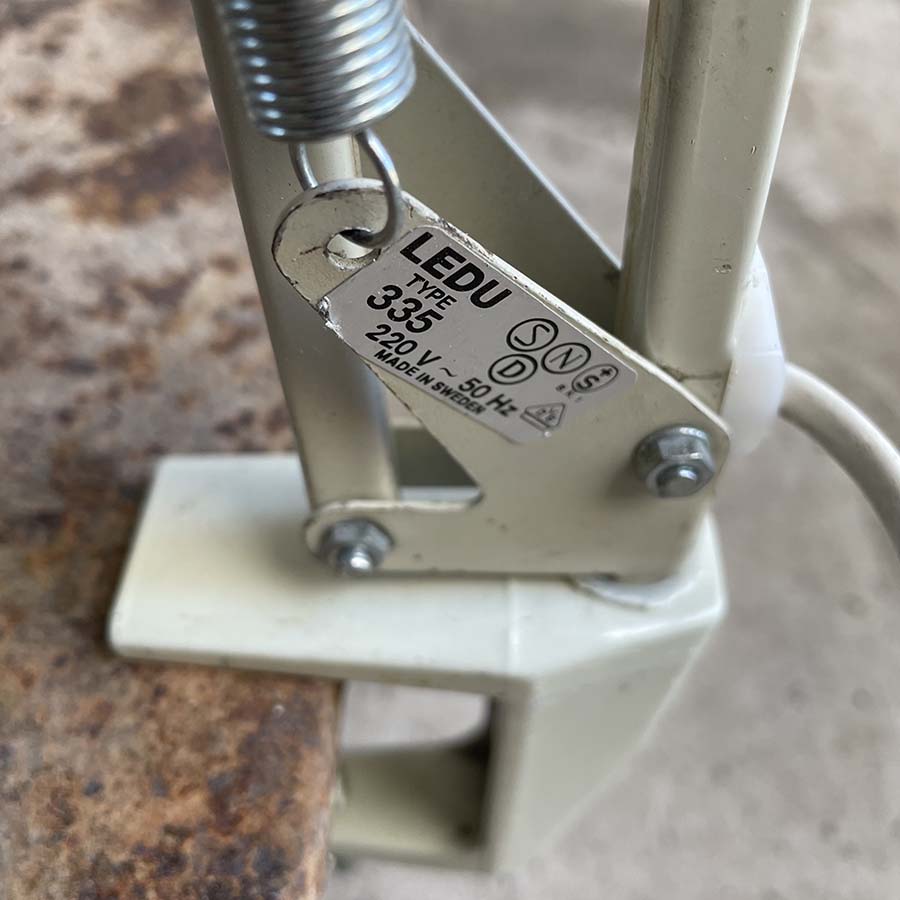 LEDU
TYPE
335
220 V ~ 50 Hz
MADE IN SWEDEN
S N +S
D